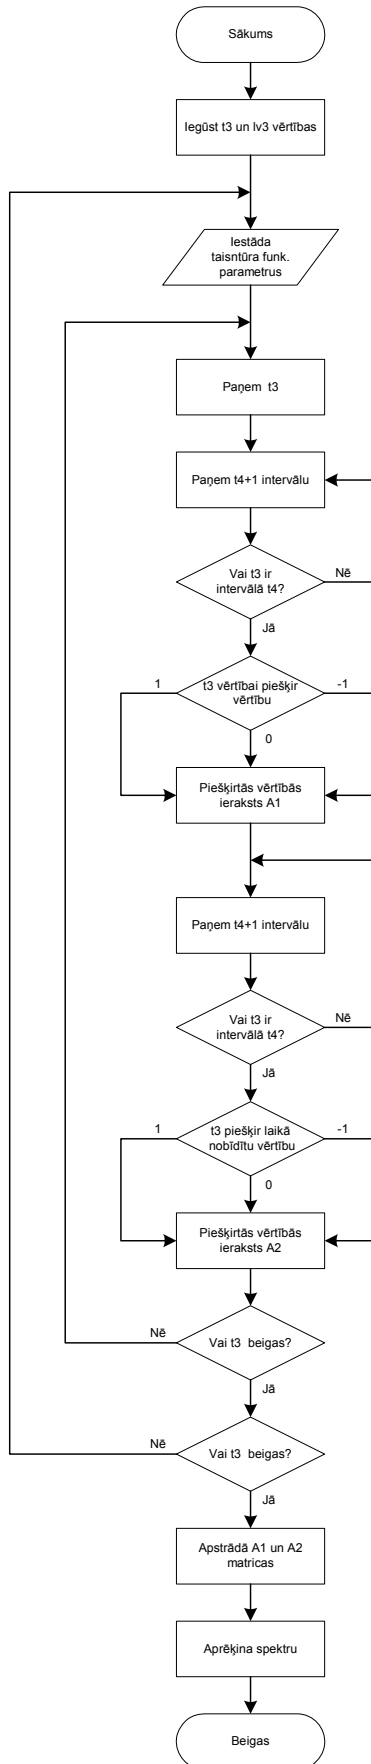 Sākums
Iegūst t3 un lv3 vērtības
Iestāda
taisntūra funk.
parametrus
Paņem t3
Paņem t4+1 intervālu
Vai t3 ir
intervālā t4?
Nē
Jā
t3 vērtībai piešķir
vērtību
1
-1
0
Piešķirtās vērtībās
ieraksts A1
Paņem t4+1 intervālu
Vai t3 ir
intervālā t4?
Nē
Jā
t3 piešķir laikā
nobīdītu vērtību
1
-1
0
Piešķirtās vērtībās
ieraksts A2
Vai t3 beigas?
Nē
Jā
Vai t3 beigas?
Nē
Jā
Apstrādā A1 un A2
matricas
Aprēķina spektru
Beigas